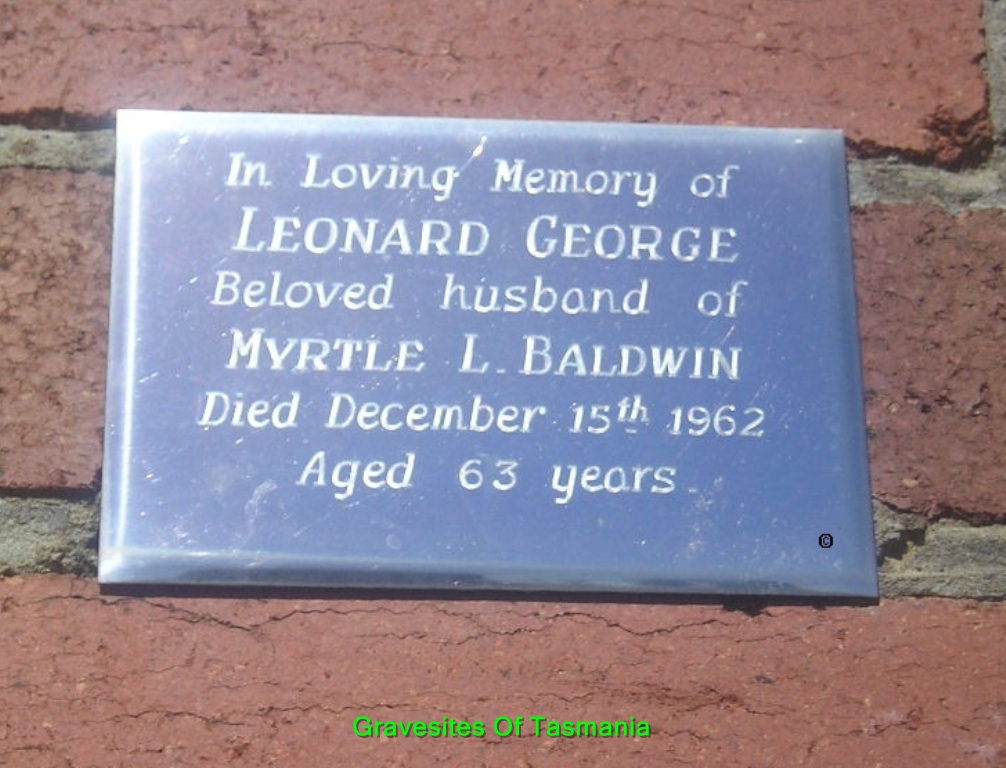 In Loving Memory of
LEONARD GEORGE
Beloved husband of
MYRTLE L. BALDWIN
Died December 15th 1962
Aged 63 years.
©
Gravesites Of Tasmania